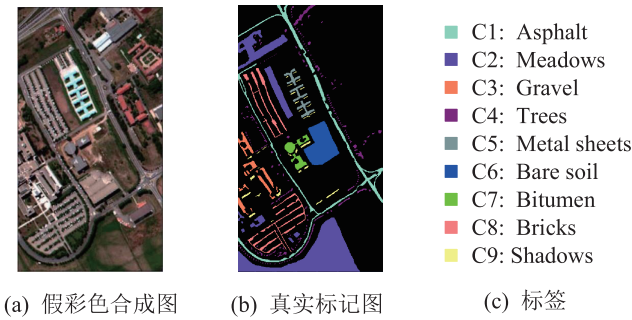 C1: Asphalt
C2: Meadows
C3: Gravel
C4: Trees
C5: Metal sheets
C6: Bare soil
C7: Bitumen
C8: Bricks
C9: Shadows
(a) 假彩色合成图
(b) 真实标记图
(c) 标签